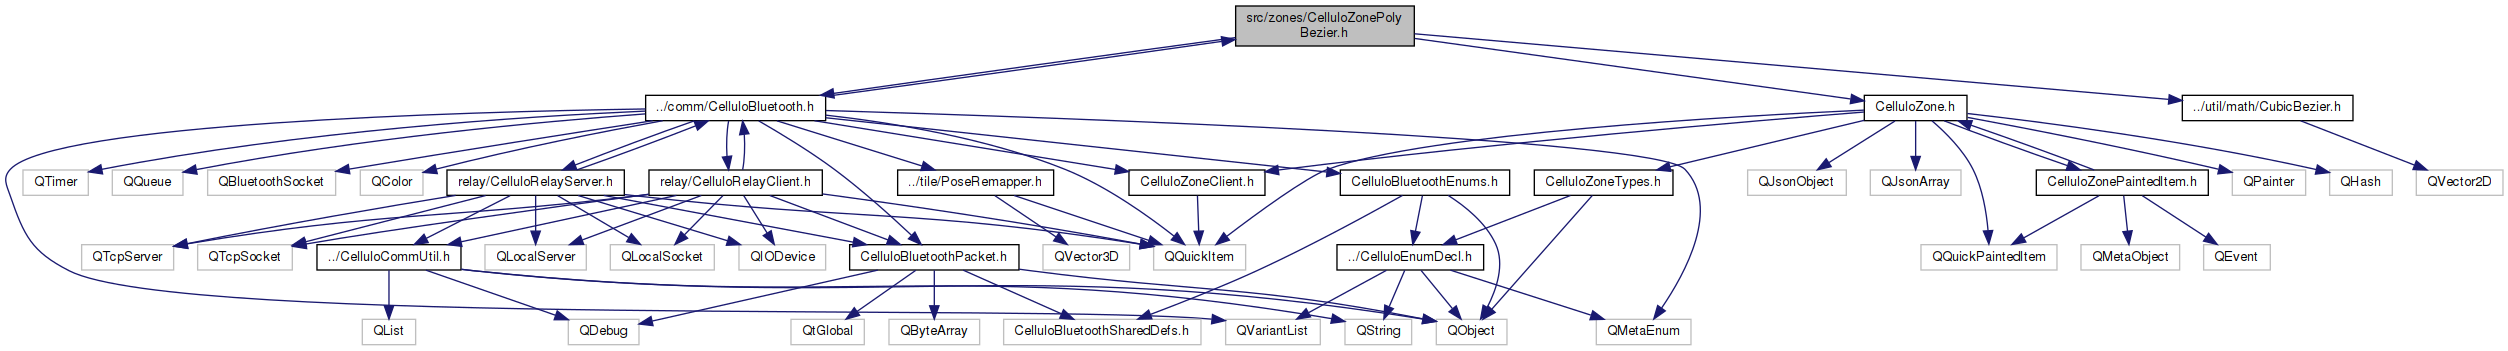 src/zones/CelluloZonePoly
Bezier.h
../comm/CelluloBluetooth.h
CelluloZone.h
../util/math/CubicBezier.h
QTimer
QQueue
QBluetoothSocket
QColor
relay/CelluloRelayServer.h
relay/CelluloRelayClient.h
../tile/PoseRemapper.h
CelluloZoneClient.h
CelluloBluetoothEnums.h
CelluloZoneTypes.h
QJsonObject
QJsonArray
CelluloZonePaintedItem.h
QPainter
QHash
QVector2D
QTcpServer
QTcpSocket
../CelluloCommUtil.h
QLocalServer
QLocalSocket
QIODevice
CelluloBluetoothPacket.h
QVector3D
QQuickItem
../CelluloEnumDecl.h
QQuickPaintedItem
QMetaObject
QEvent
QList
QDebug
QtGlobal
QByteArray
CelluloBluetoothSharedDefs.h
QVariantList
QString
QObject
QMetaEnum